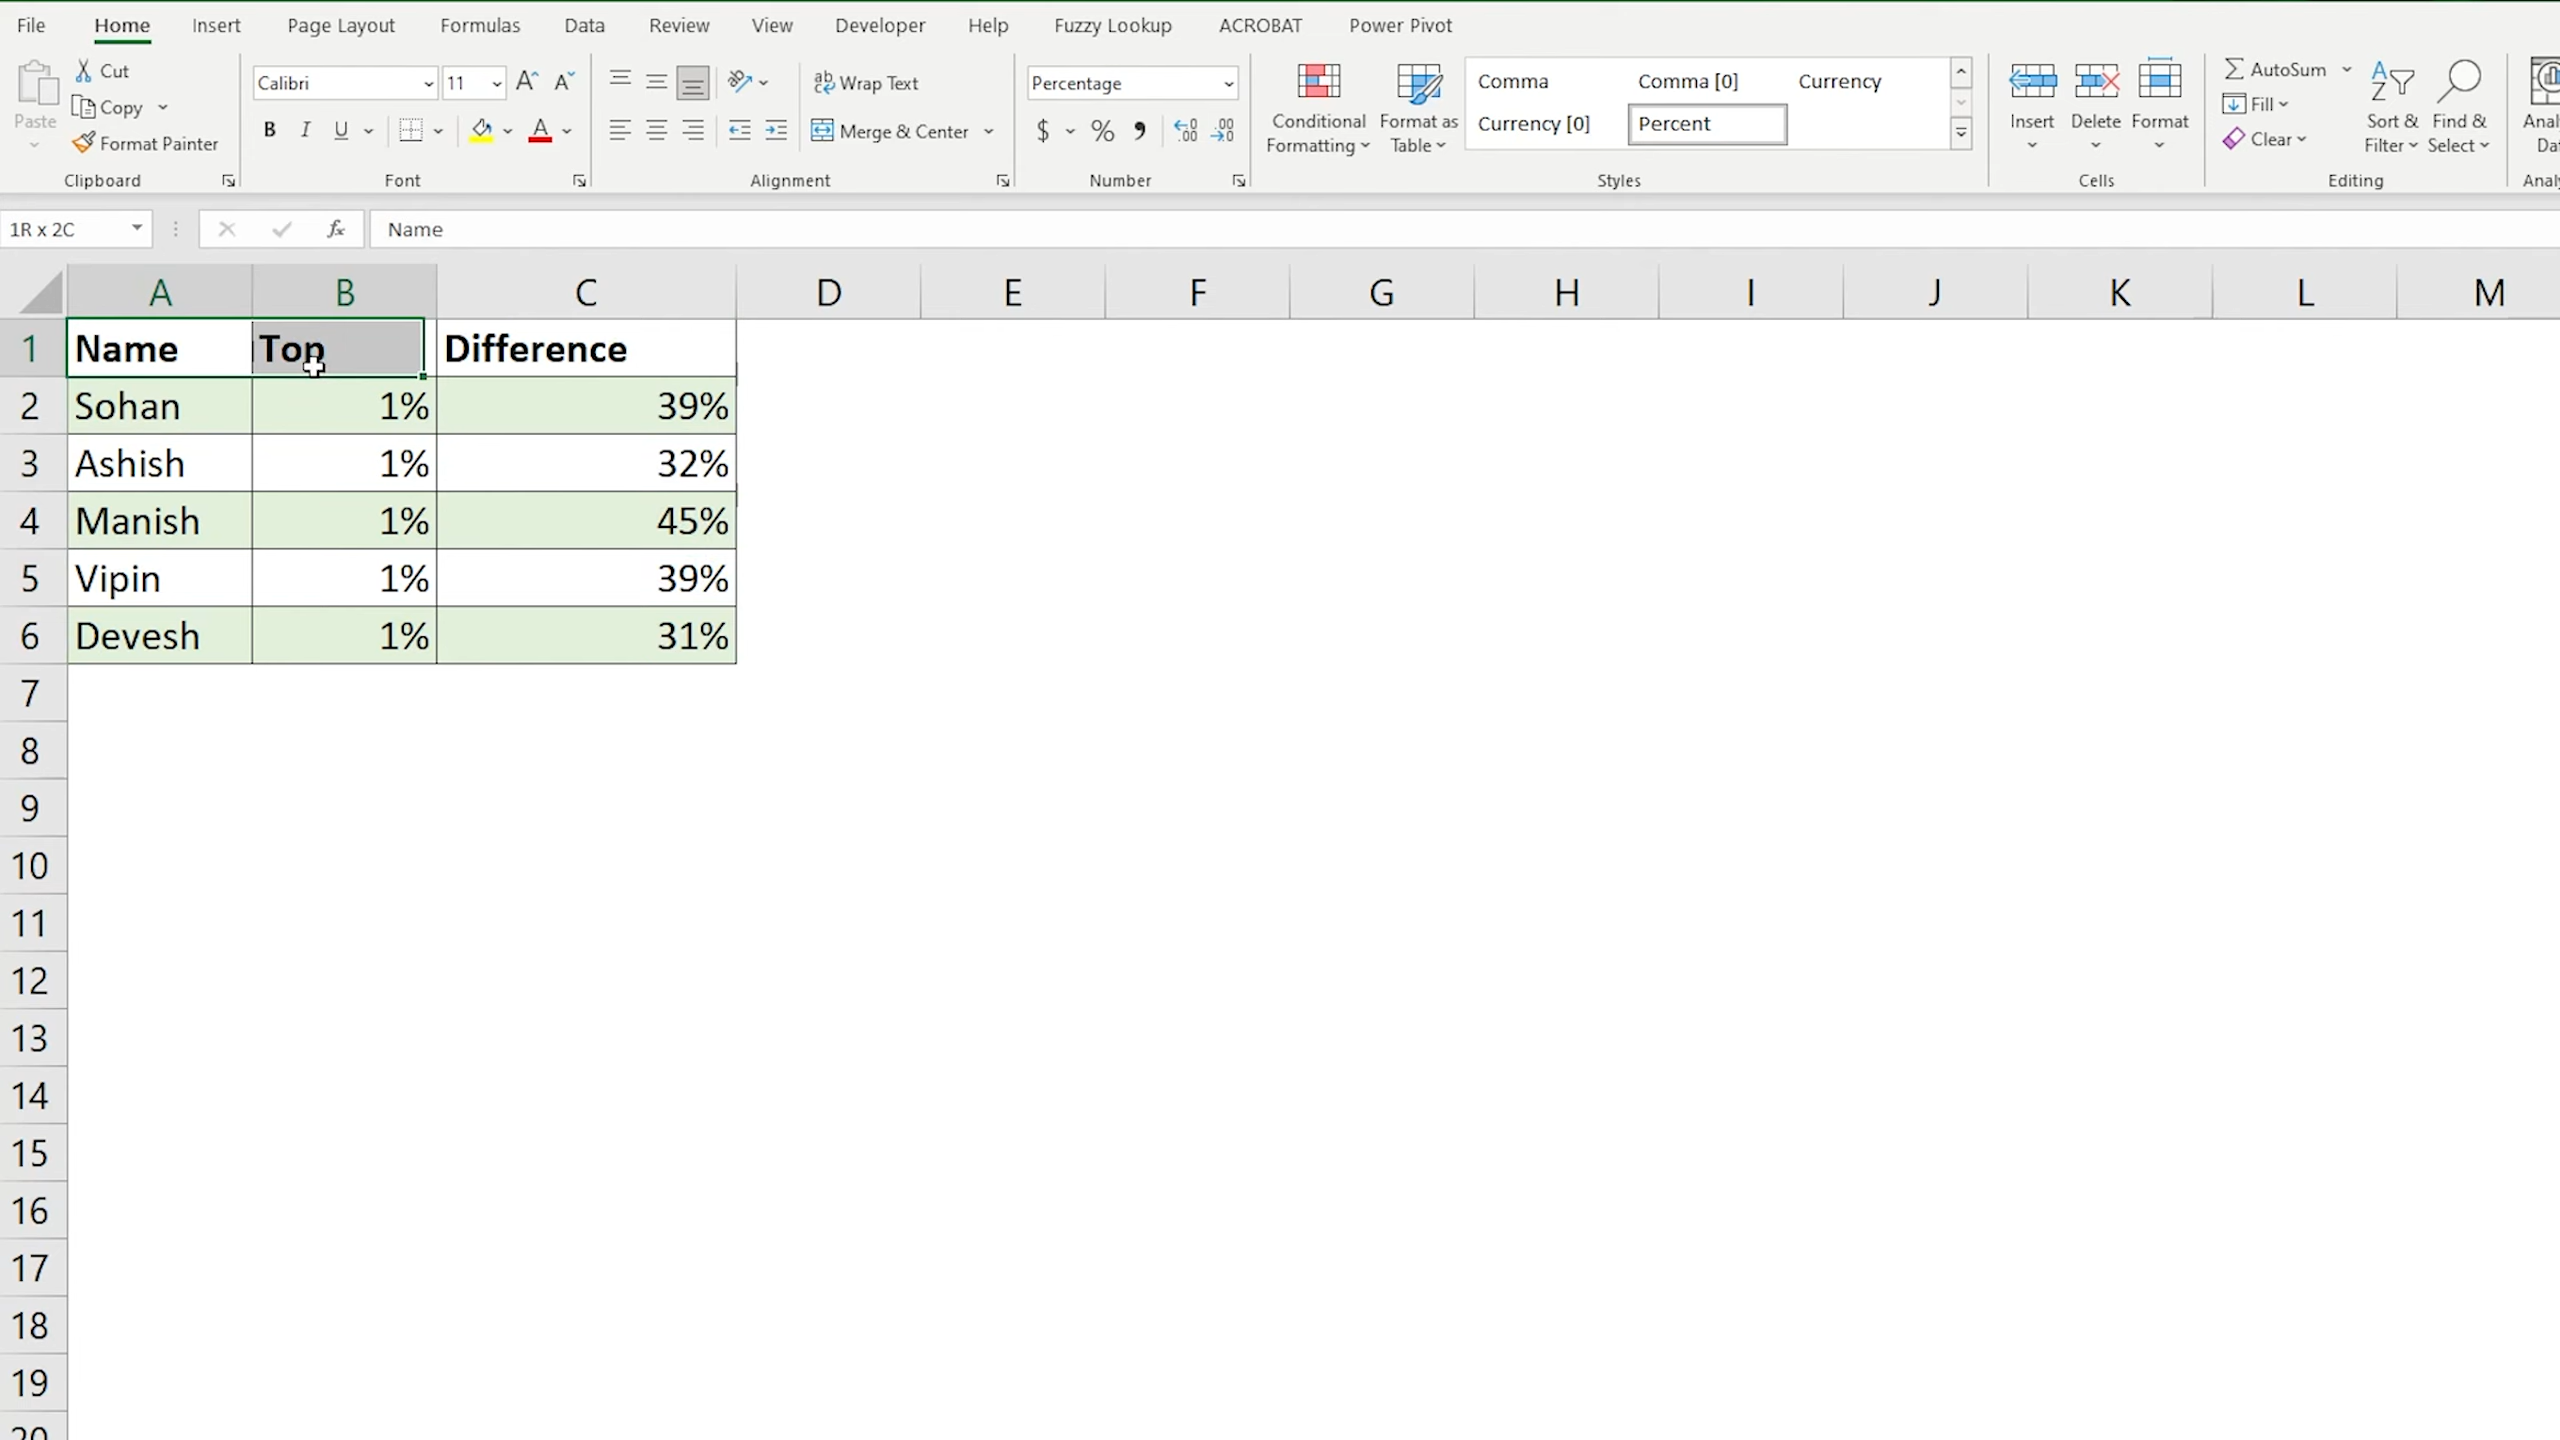 File Home Insert Page Layout Formulas Data Review View Developer Help Fuzzy Lookup ACROBAT Power Pivot
Paste
Cut
Copy
Format Painter
Clipboard
Calibri 11
B I U
Font
Wrap Text
Merge & Center
Alignment
Percentage
$ % ,
Number
Conditional Formatting
Format as Table
Comma Comma [0] Currency
Currency [0] Percent
Styles
Insert Delete Format
Cells
AutoSum
Fill
Clear
Sort & Filter
Find & Select
Editing
1R x 2C fx Name
A B C D E F G H I J K L M
1 Name Top Difference
2 Sohan 1% 39%
3 Ashish 1% 32%
4 Manish 1% 45%
5 Vipin 1% 39%
6 Devesh 1% 31%
7
8
9
10
11
12
13
14
15
16
17
18
19
20